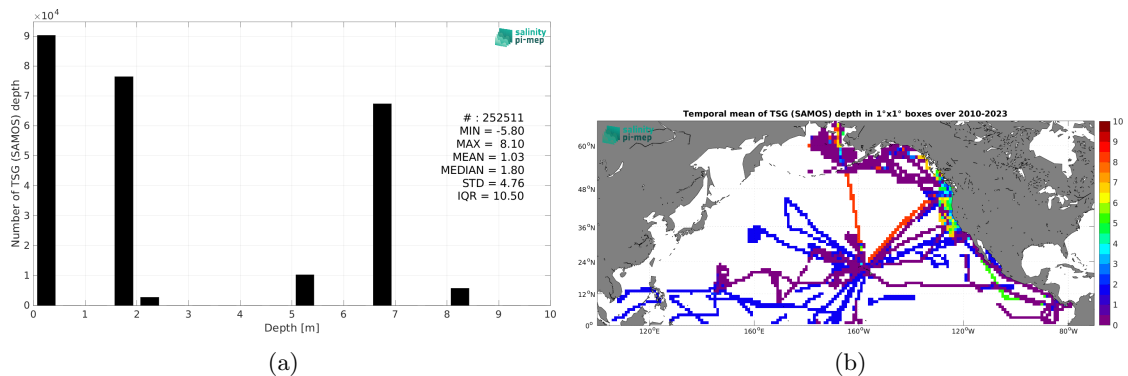 ×10⁴
9
8
7
6
5
4
3
2
1
0
Number of TSG (SAMOS) depth
salinity
pi-mep
# : 252511
MIN = -5.80
MAX = 8.10
MEAN = 1.03
MEDIAN = 1.80
STD = 4.76
IQR = 10.50
0 1 2 3 4 5 6 7 8 9 10
Depth [m]
(a)
Temporal mean of TSG (SAMOS) depth in 1°x1° boxes over 2010-2023
salinity
pi-mep
60°N
48°N
36°N
24°N
12°N
0°
120°E 160°E 160°W 120°W 80°W
10
9
8
7
6
5
4
3
2
1
0
(b)